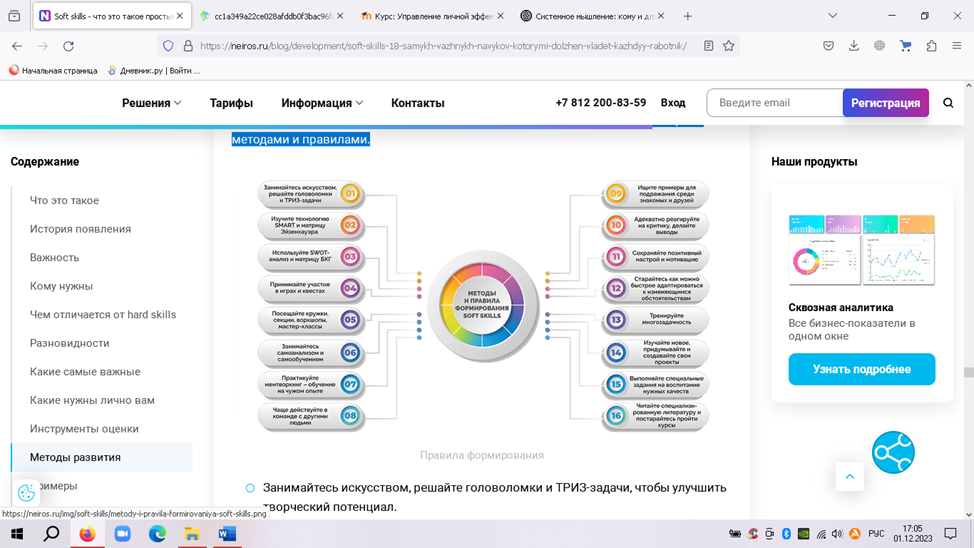 Soft skills - что это такое просты
cc1a349a22ce028afddb0f3bac96f
Курс: Управление личной эффек
Системное мышление: кому и дл
https://neiros.ru/blog/development/soft-skills-18-samykh-vazhnykh-navykov-kotorymi-dolzhen-vladet-kazhdyy-rabotnik/
Начальная страница
Дневник.ру | Войти ...
Решения
Тарифы
Информация
Контакты
+7 812 200-83-59
Вход
Введите email
Регистрация
методами и правилами.
Содержание
Что это такое
История появления
Важность
Кому нужны
Чем отличается от hard skills
Разновидности
Какие самые важные
Какие нужны лично вам
Инструменты оценки
Методы развития
римеры
Занимайтесь искусством,
решайте головоломки
и ТРИЗ-задачи
01
Изучите технологию
SMART и матрицу
Эйзенхауэра
02
Используйте SWOT-
анализ и матрицу БКГ
03
Принимайте участие
в играх и квестах
04
Посещайте кружки,
секции, воркшопы,
мастер-классы
05
Занимайтесь
самоанализом и
самообучением
06
Практикуйте
менторинг – обучение
на чужом опыте
07
Чаще действуйте в
команде с другими
людьми
08
МЕТОДЫ
И ПРАВИЛА
ФОРМИРОВАНИЯ
SOFT SKILLS
09
Ищите примеры для
подражания среди
знакомых и друзей
10
Адекватно реагируйте
на критику, делайте
выводы
11
Сохраняйте позитивный
настрой и мотивацию
12
Старайтесь как можно
быстрее адаптироваться
к изменяющимся
обстоятельствам
13
Тренируйте
многозадачность
14
Изучайте новое,
придумывайте и
создавайте свои
проекты
15
Выполняйте специальные
задания на воспитание
нужных качеств
16
Читайте специализи-
рованную литературу и
постарайтесь пройти
курсы
Правила формирования
Занимайтесь искусством, решайте головоломки и ТРИЗ-задачи, чтобы улучшить
творческий потенциал.
Наши продукты
Сквозная аналитика
Все бизнес-показатели в
одном окне
Узнать подробнее
https://neiros.ru/img/soft-skills/metody-i-pravila-formirovaniya-soft-skills.png
РУС
17:05
01.12.2023